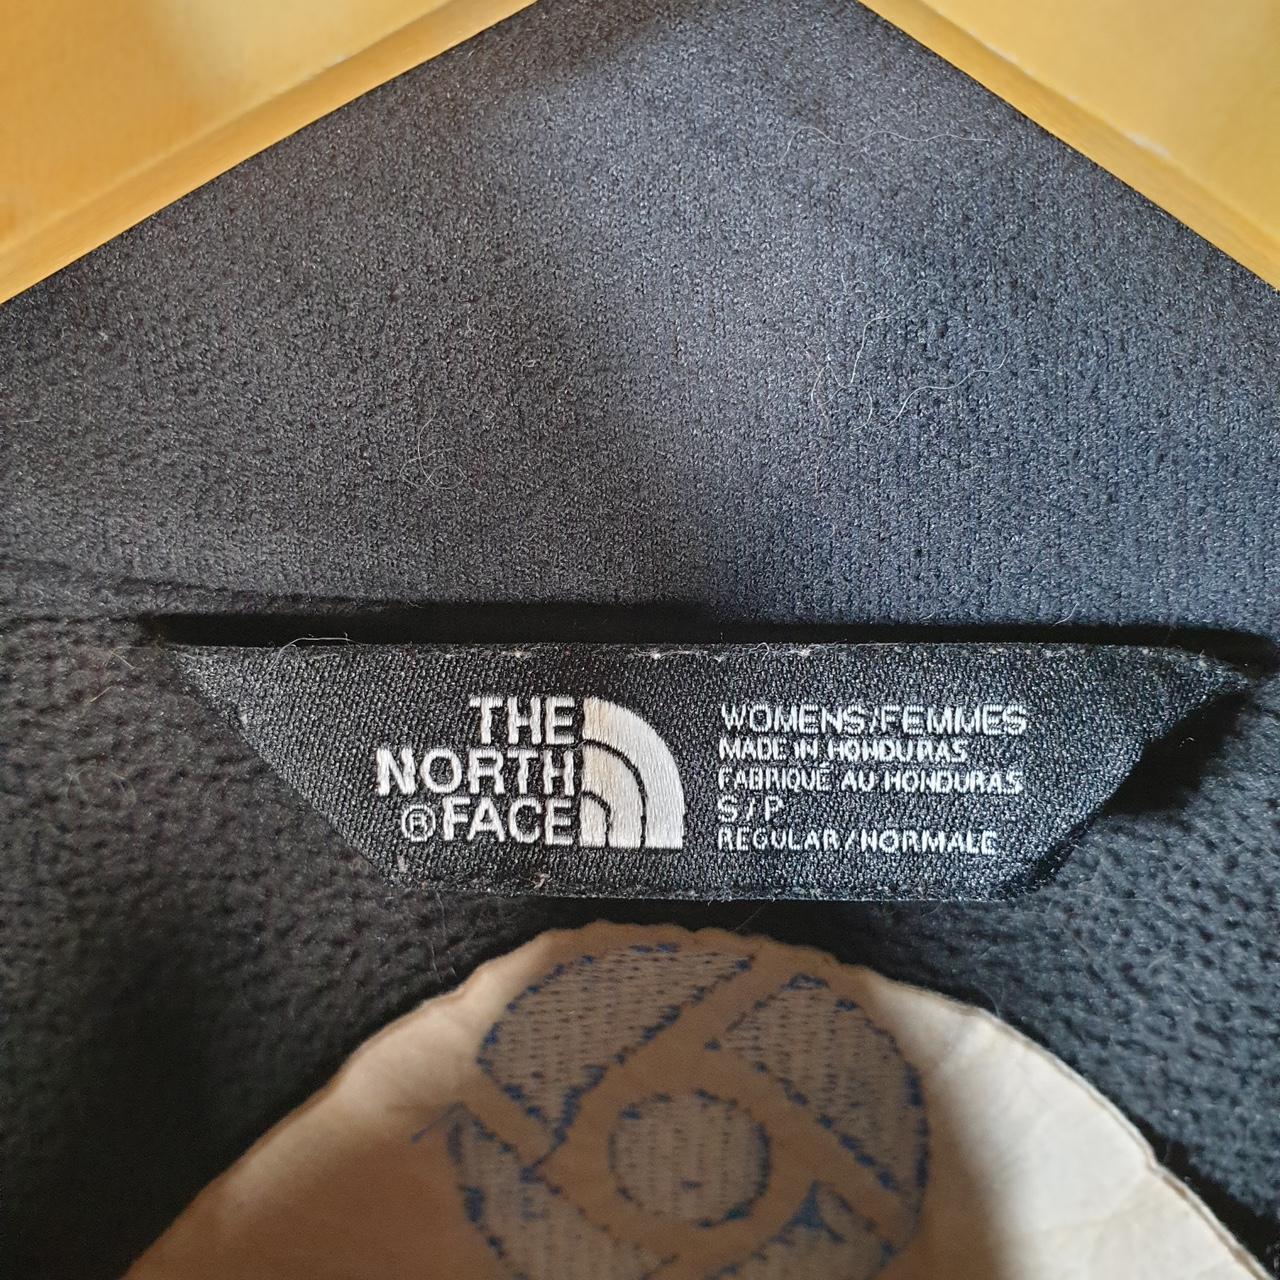 THE
NORTH
®FACE
WOMENS/FEMMES
MADE IN HONDURAS
FABRIQUÉ AU HONDURAS
S/P
REGULAR/NORMALE